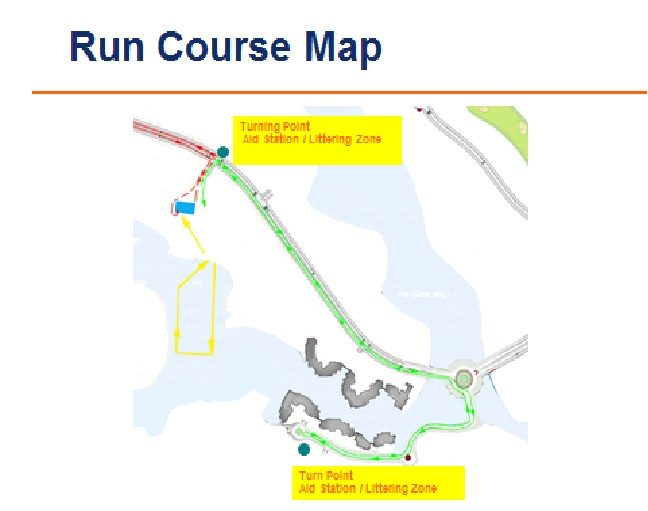 Run Course Map
Turning Point
Aid Station / Littering Zone
Turn Point
Aid Station / Littering Zone